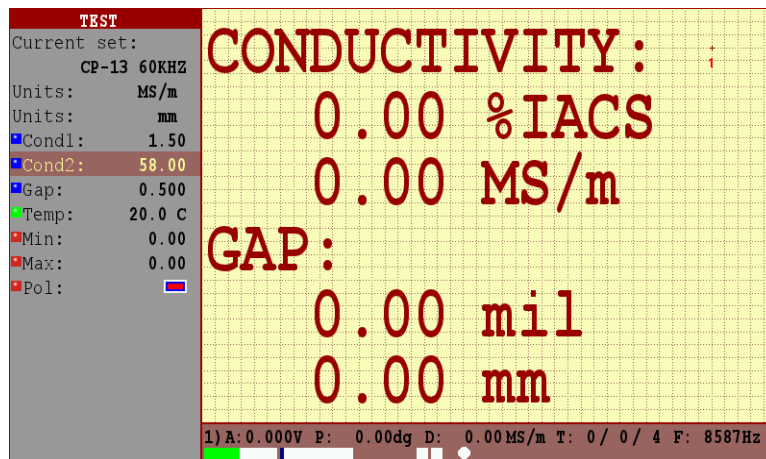 TEST
Current set:
CP-13 60KHZ
Units: MS/m
Units: mm
Cond1: 1.50
Cond2: 58.00
Gap: 0.500
Temp: 20.0 C
Min: 0.00
Max: 0.00
Pol:
CONDUCTIVITY:
0.00 %IACS
0.00 MS/m
GAP:
0.00 mil
0.00 mm
+
1
1)A:0.000V P: 0.00dg D: 0.00MS/m T: 0/ 0/ 4 F: 8587Hz